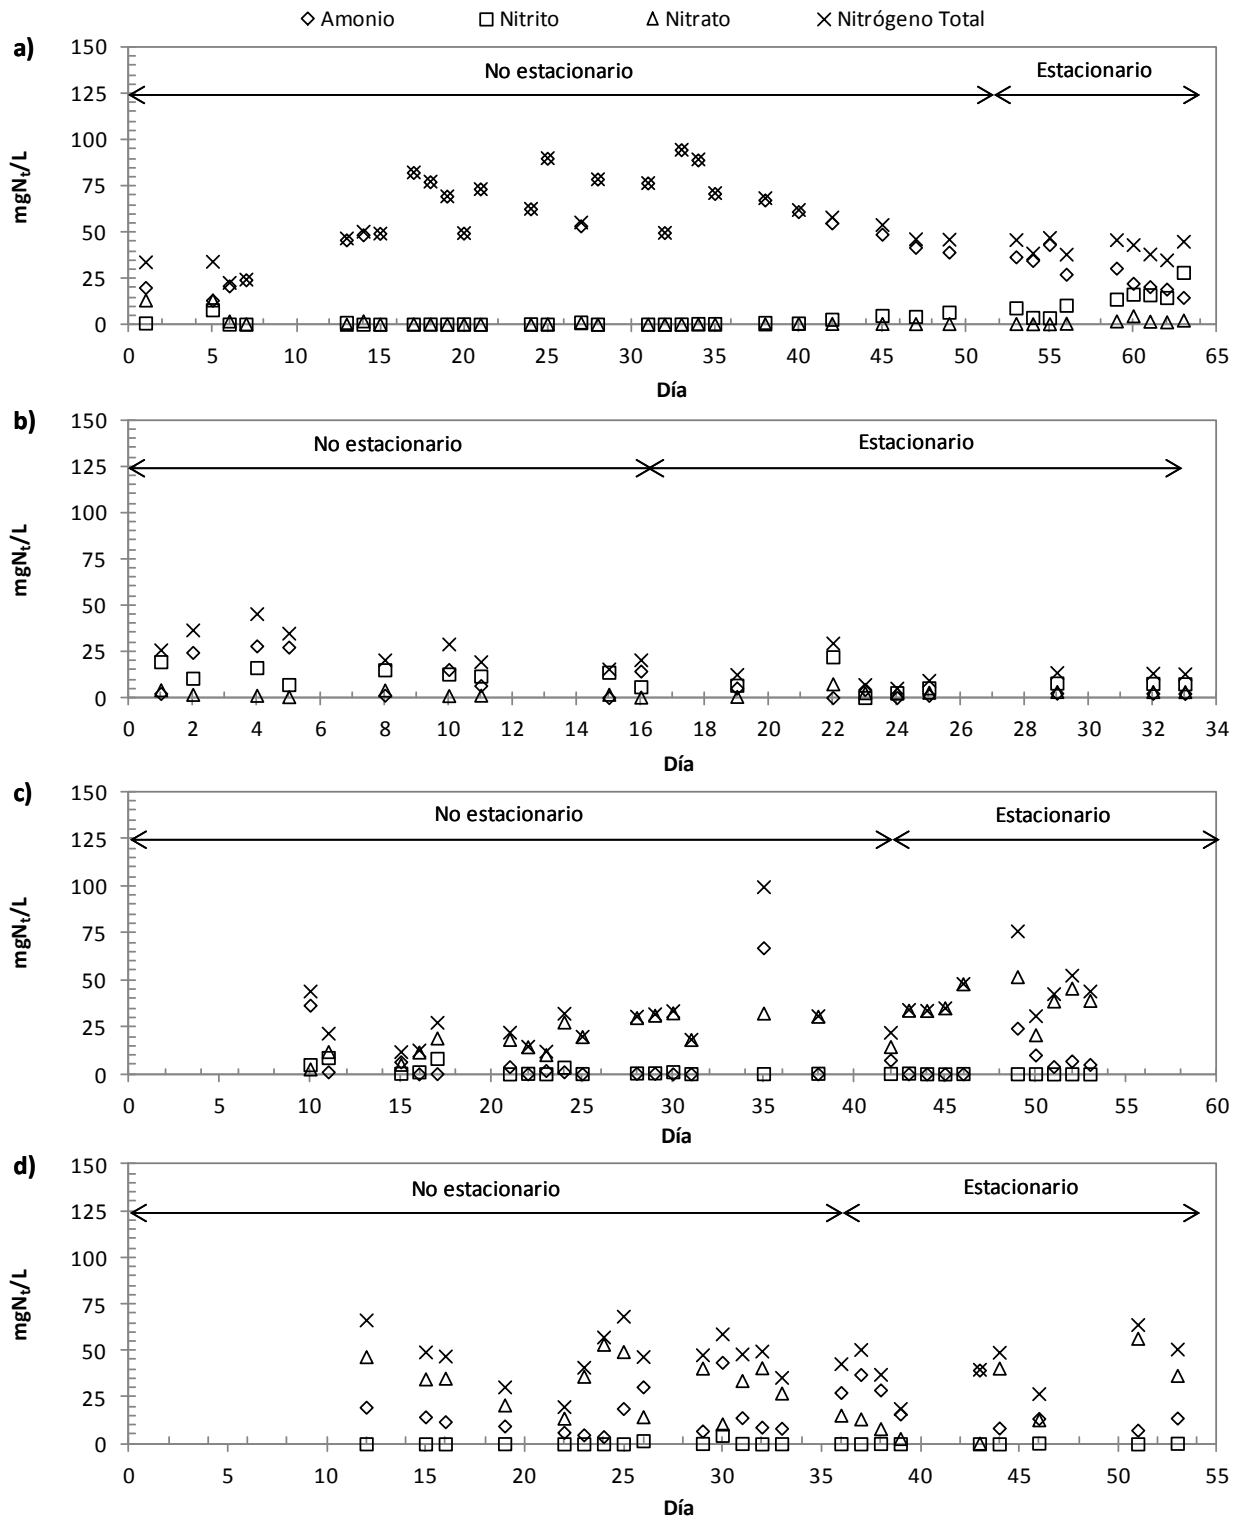 Amonio Nitrito Nitrato Nitrógeno Total
a)
No estacionario Estacionario
mgNt/L
150
125
100
75
50
25
0
0 5 10 15 20 25 30 35 40 45 50 55 60 65
Día
b)
No estacionario Estacionario
mgNt/L
150
125
100
75
50
25
0
0 2 4 6 8 10 12 14 16 18 20 22 24 26 28 30 32 34
Día
c)
No estacionario Estacionario
mgNt/L
150
125
100
75
50
25
0
0 5 10 15 20 25 30 35 40 45 50 55 60
Día
d)
No estacionario Estacionario
mgNt/L
150
125
100
75
50
25
0
0 5 10 15 20 25 30 35 40 45 50 55
Día